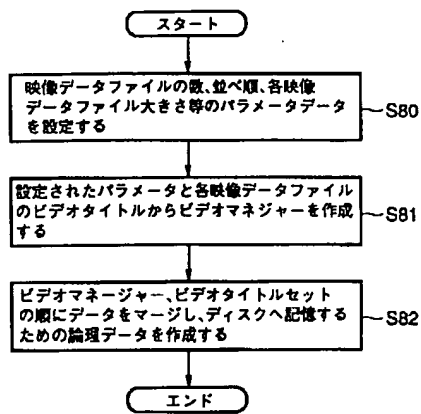 スタート
映像データファイルの数、並べ順、各映像
データファイル大きさ等のパラメータデータ
を設定する
S80
設定されたパラメータと各映像データファイル
のビデオタイトルからビデオマネジャーを作成
する
S81
ビデオマネージャー、ビデオタイトルセット
の順にデータをマージし、ディスクへ記憶する
ための論理データを作成する
S82
エンド